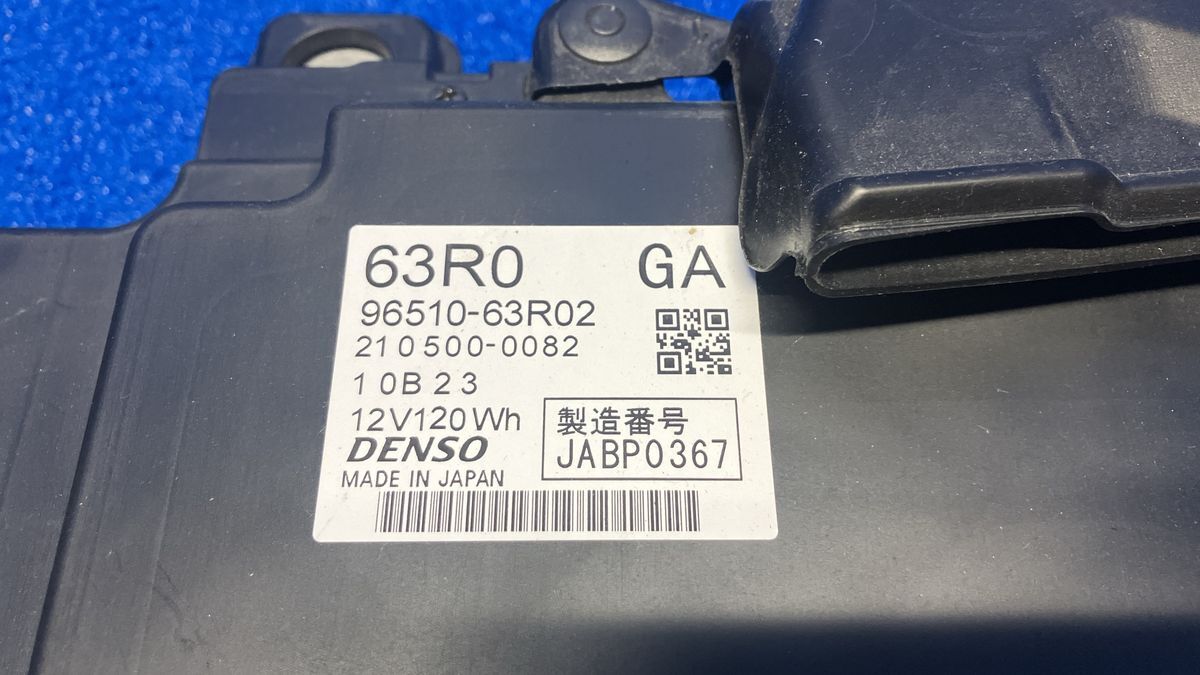 63R0 GA
96510-63R02
210500-0082
10B23
12V120Wh
DENSO
MADE IN JAPAN
製造番号
JABP0367